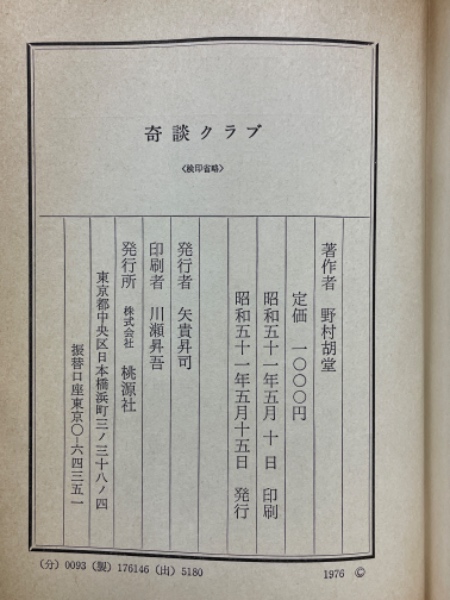 奇談クラブ
〈検印省略〉
著作者 野村胡堂
定価 一〇〇〇円
昭和五十一年五月十日 印刷
昭和五十一年五月十五日 発行
発行者 矢貴昇司
印刷者 川瀬昇吾
発行所 株式会社 桃源社
東京都中央区日本橋浜町三ノ三十八ノ四
振替口座東京〇―六四三五一
(分) 0093 (製) 176146 (出) 5180
1976 ©